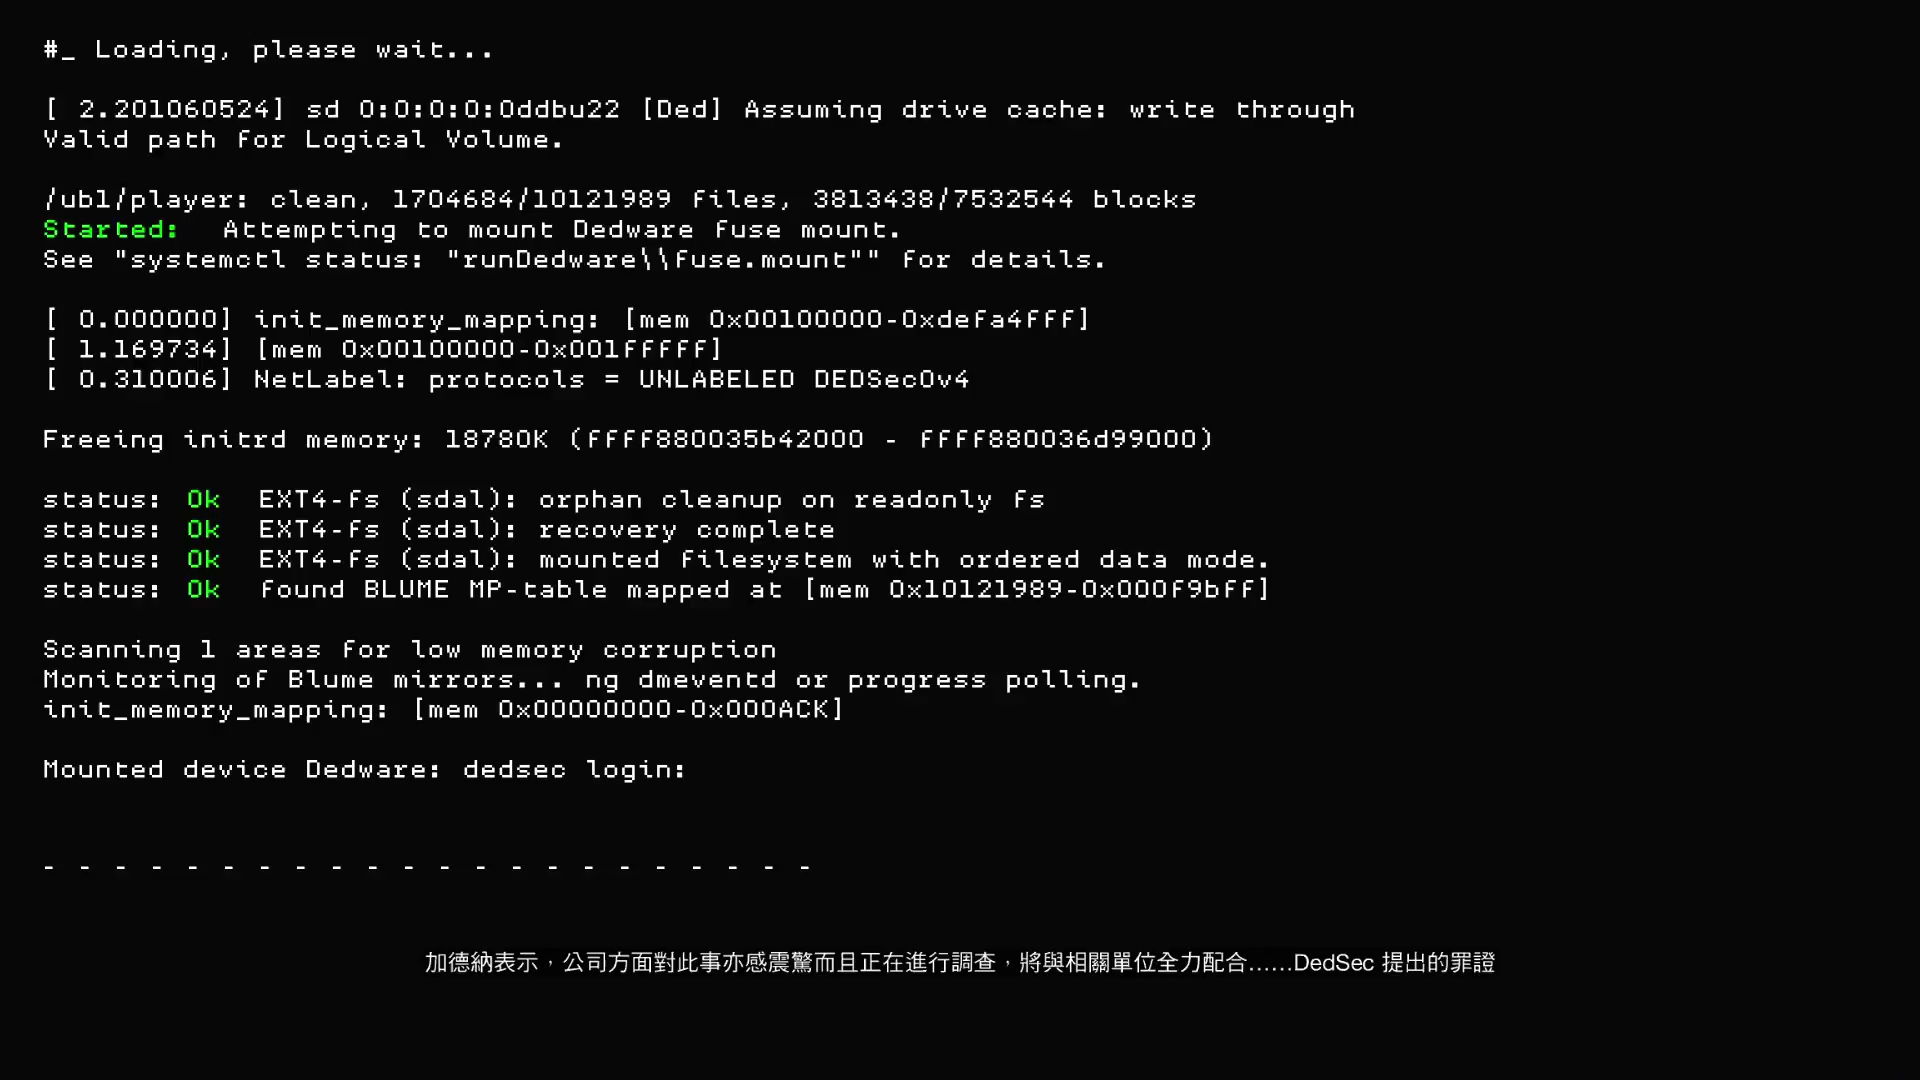 #_ Loading, please wait...
[ 2.201060524] sd 0:0:0:0:0ddbu22 [Ded] Assuming drive cache: write through
Valid path for Logical Volume.
/ubl/player: clean, 1704684/10121989 files, 3813438/7532544 blocks
Started: Attempting to mount Dedware fuse mount.
See "systemctl status: "runDedware\\fuse.mount"" for details.
[ 0.000000] init_memory_mapping: [mem 0x00100000-0xdefa4fff]
[ 1.169734] [mem 0x00100000-0x001fffff]
[ 0.310006] NetLabel: protocols = UNLABELED DEDSecOv4
Freeing initrd memory: 18780K (ffff880035b42000 - ffff880036d99000)
status: Ok EXT4-fs (sdal): orphan cleanup on readonly fs
status: Ok EXT4-fs (sdal): recovery complete
status: Ok EXT4-fs (sdal): mounted filesystem with ordered data mode.
status: Ok found BLUME MP-table mapped at [mem 0x10121989-0x000f9bff]
Scanning 1 areas for low memory corruption
Monitoring of Blume mirrors... ng dmeventd or progress polling.
init_memory_mapping: [mem 0x00000000-0x000ACK]
Mounted device Dedware: dedsec login:
- - - - - - - - - - - - - - - - - - - - - -
加德納表示，公司方面對此事亦感震驚而且正在進行調查，將與相關單位全力配合……DedSec 提出的罪證